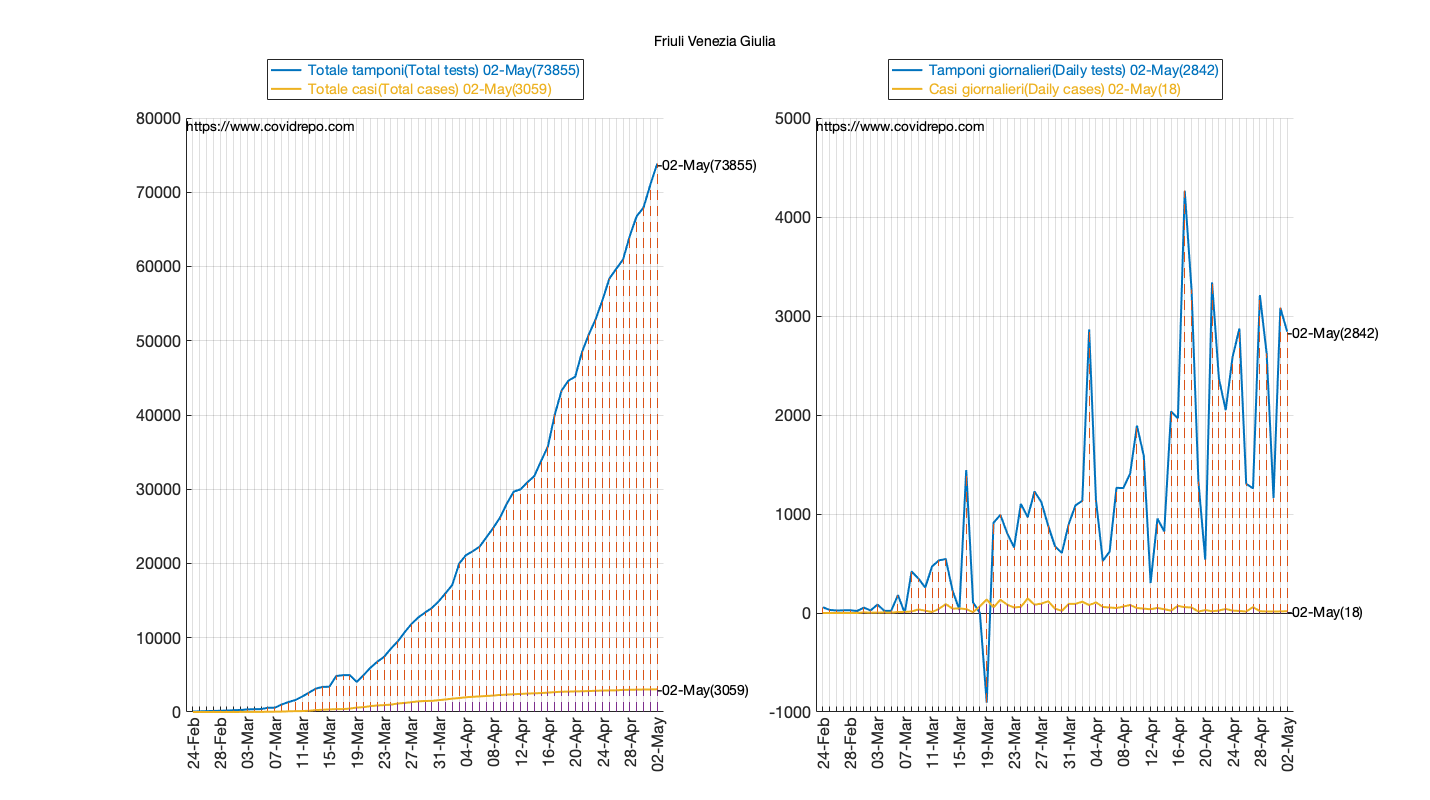 Friuli Venezia Giulia
Totale tamponi(Total tests) 02-May(73855)
Totale casi(Total cases) 02-May(3059)
https://www.covidrepo.com
80000
70000
60000
50000
40000
30000
20000
10000
0
02-May(73855)
02-May(3059)
24-Feb
28-Feb
03-Mar
07-Mar
11-Mar
15-Mar
19-Mar
23-Mar
27-Mar
31-Mar
04-Apr
08-Apr
12-Apr
16-Apr
20-Apr
24-Apr
28-Apr
02-May
Tamponi giornalieri(Daily tests) 02-May(2842)
Casi giornalieri(Daily cases) 02-May(18)
https://www.covidrepo.com
5000
4000
3000
2000
1000
0
-1000
02-May(2842)
02-May(18)
24-Feb
28-Feb
03-Mar
07-Mar
11-Mar
15-Mar
19-Mar
23-Mar
27-Mar
31-Mar
04-Apr
08-Apr
12-Apr
16-Apr
20-Apr
24-Apr
28-Apr
02-May